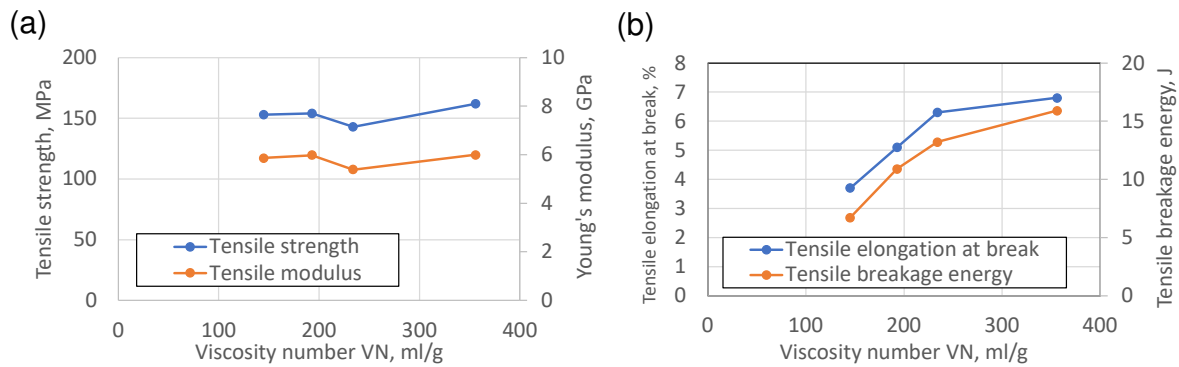 (a)
Tensile strength, MPa
200
150
100
50
0
10
8
6
4
2
0
Young's modulus, GPa
Tensile strength
Tensile modulus
0 100 200 300 400
Viscosity number VN, ml/g
(b)
Tensile elongation at break, %
8
7
6
5
4
3
2
1
0
20
15
10
5
0
Tensile breakage energy, J
Tensile elongation at break
Tensile breakage energy
0 100 200 300 400
Viscosity number VN, ml/g